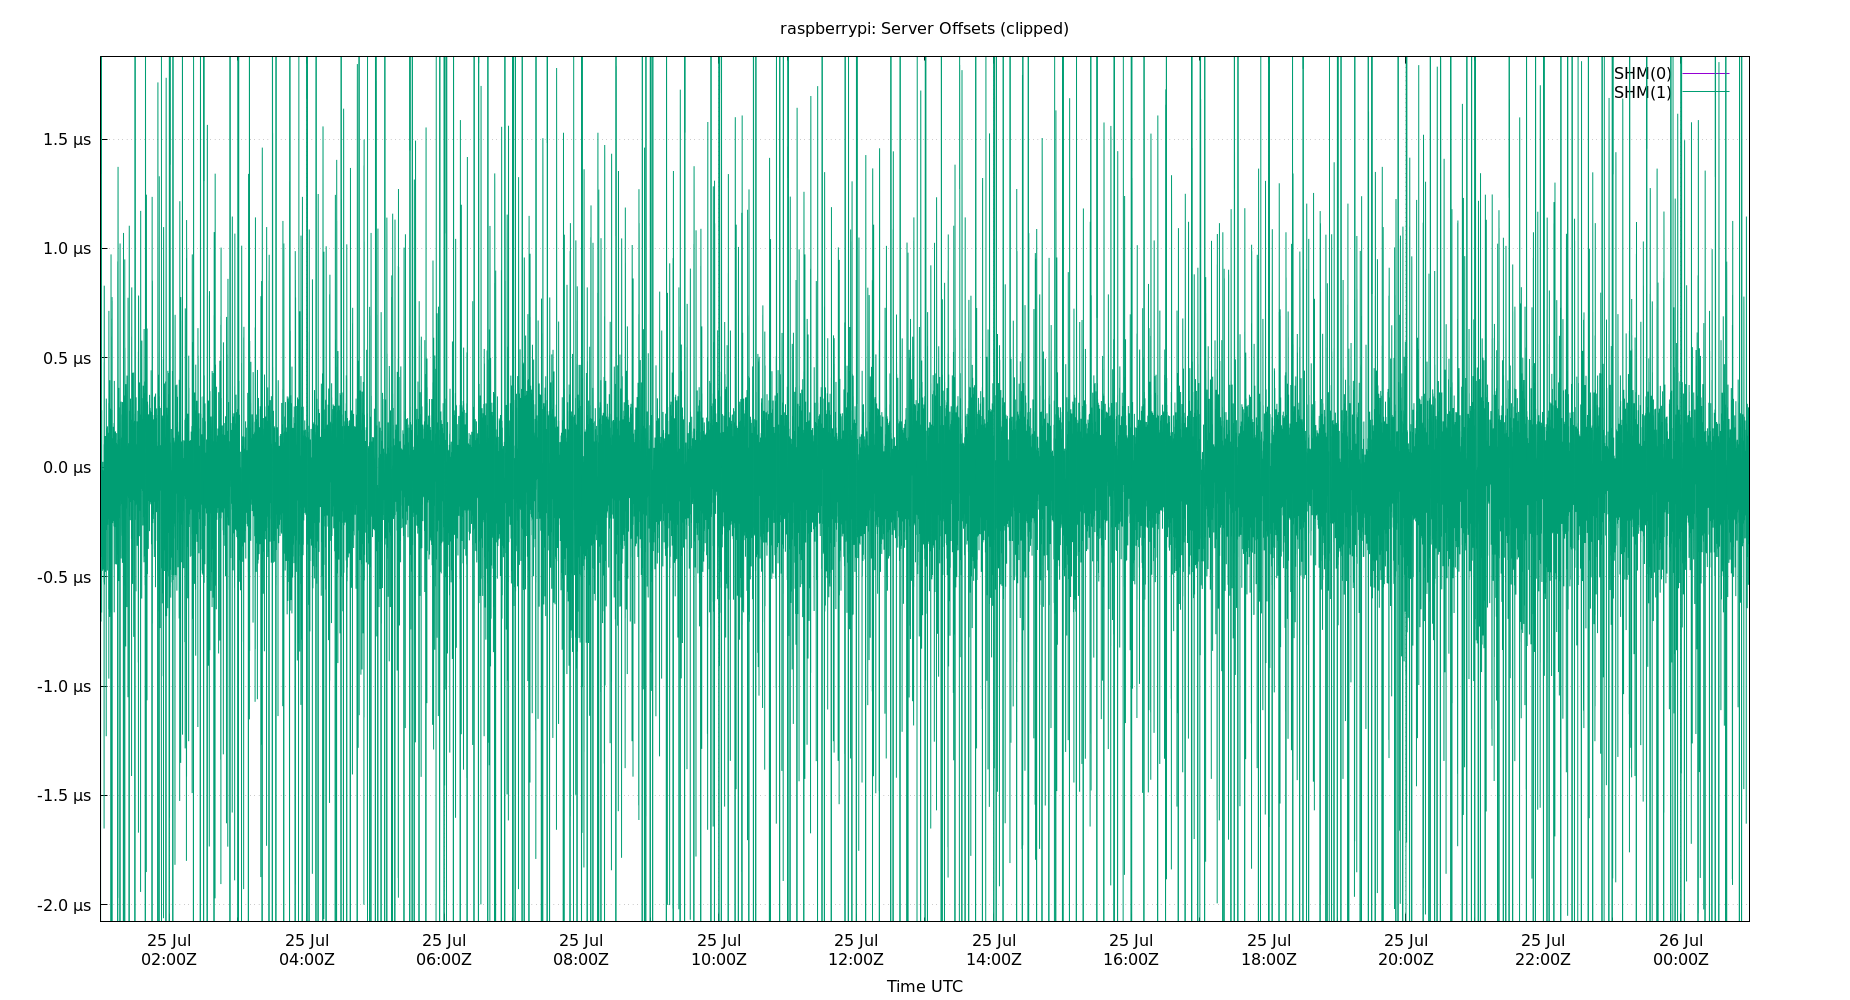 raspberrypi: Server Offsets (clipped)
SHM(0)
SHM(1)
1.5 µs
1.0 µs
0.5 µs
0.0 µs
-0.5 µs
-1.0 µs
-1.5 µs
-2.0 µs
25 Jul 25 Jul 25 Jul 25 Jul 25 Jul 25 Jul 25 Jul 25 Jul 25 Jul 25 Jul 25 Jul 26 Jul
02:00Z 04:00Z 06:00Z 08:00Z 10:00Z 12:00Z 14:00Z 16:00Z 18:00Z 20:00Z 22:00Z 00:00Z
Time UTC